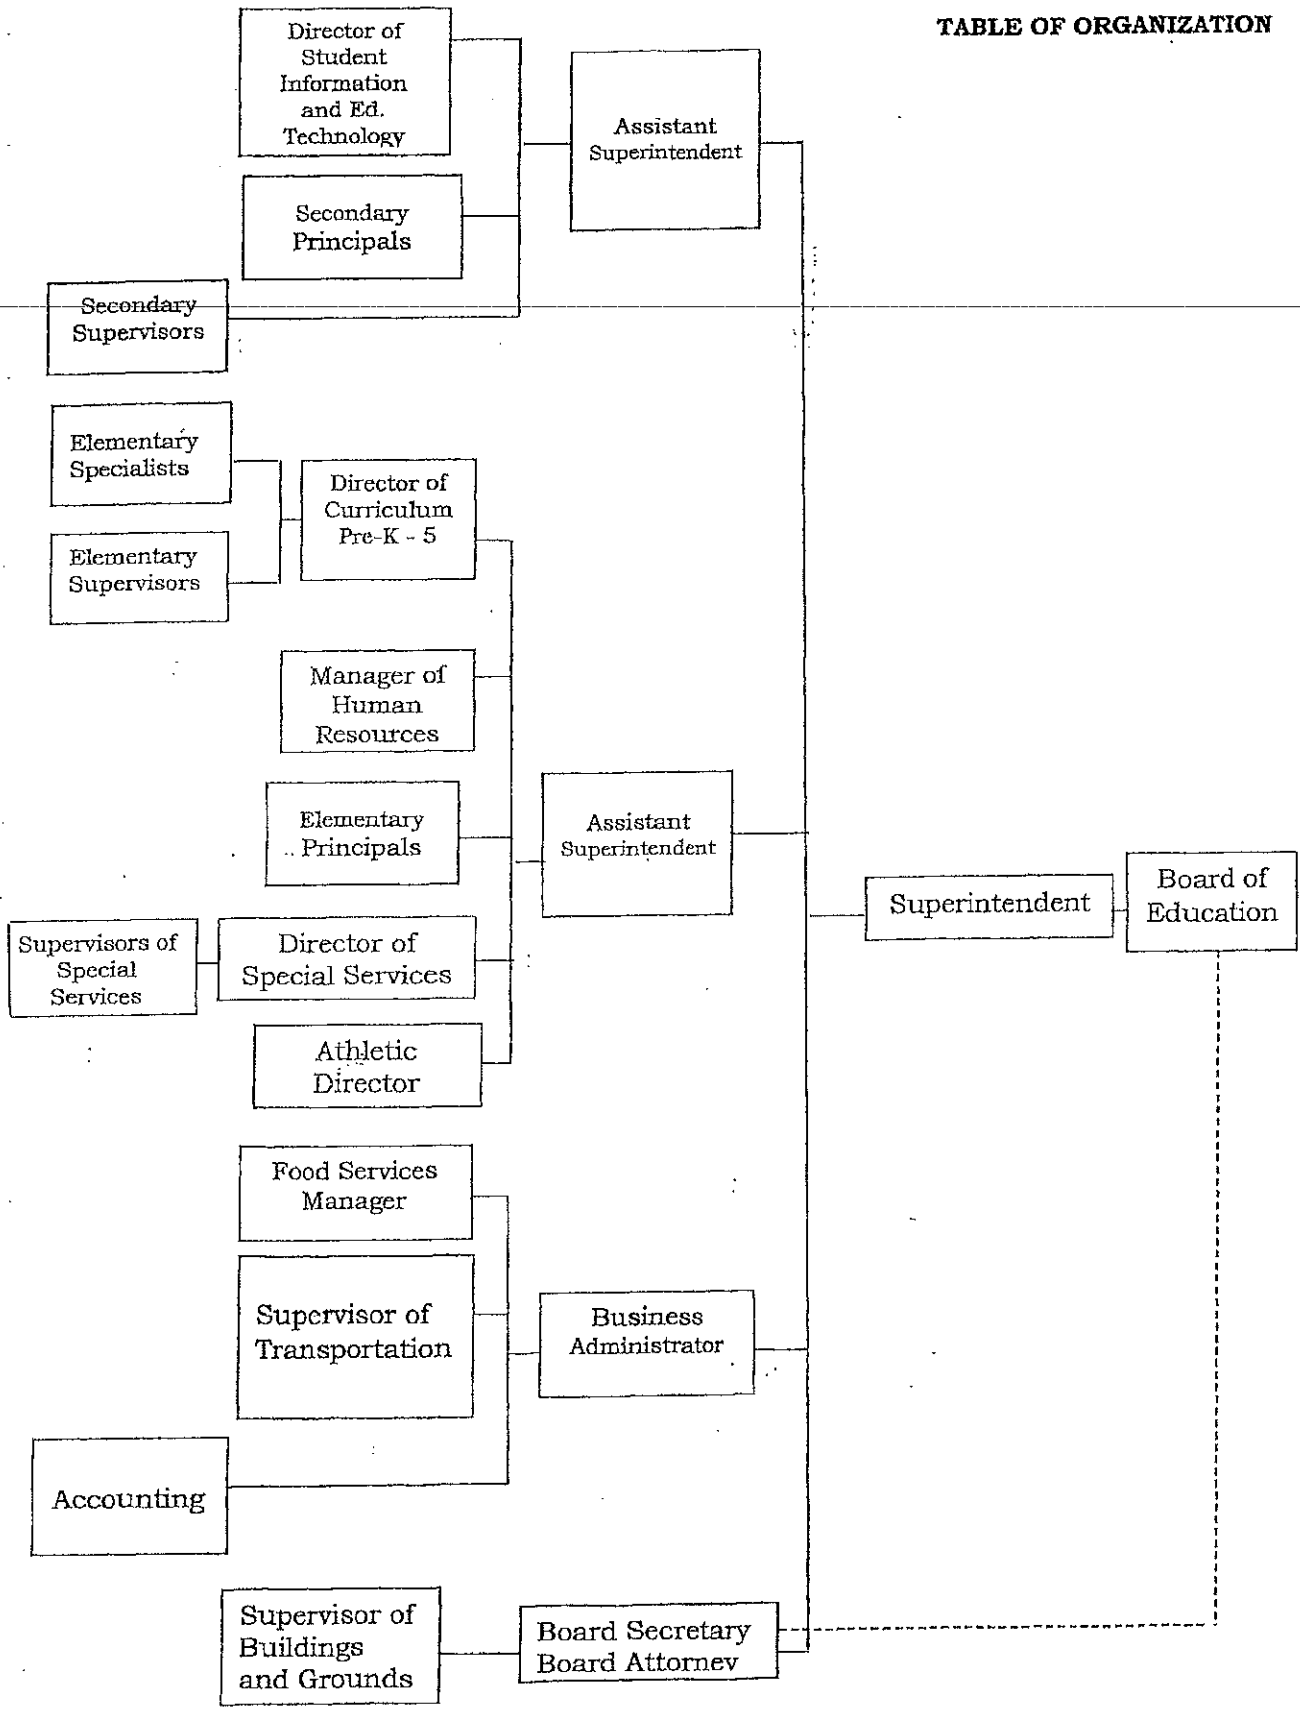 TABLE OF ORGANIZATION
Director of
Student
Information
and Ed.
Technology
Assistant
Superintendent
Secondary
Principals
Secondary
Supervisors
Elementary
Specialists
Director of
Curriculum
Pre-K - 5
Elementary
Supervisors
Manager of
Human
Resources
Elementary
Principals
Assistant
Superintendent
Superintendent
Board of
Education
Supervisors of
Special
Services
Director of
Special Services
Athletic
Director
Food Services
Manager
Supervisor of
Transportation
Business
Administrator
Accounting
Supervisor of
Buildings
and Grounds
Board Secretary
Board Attorney